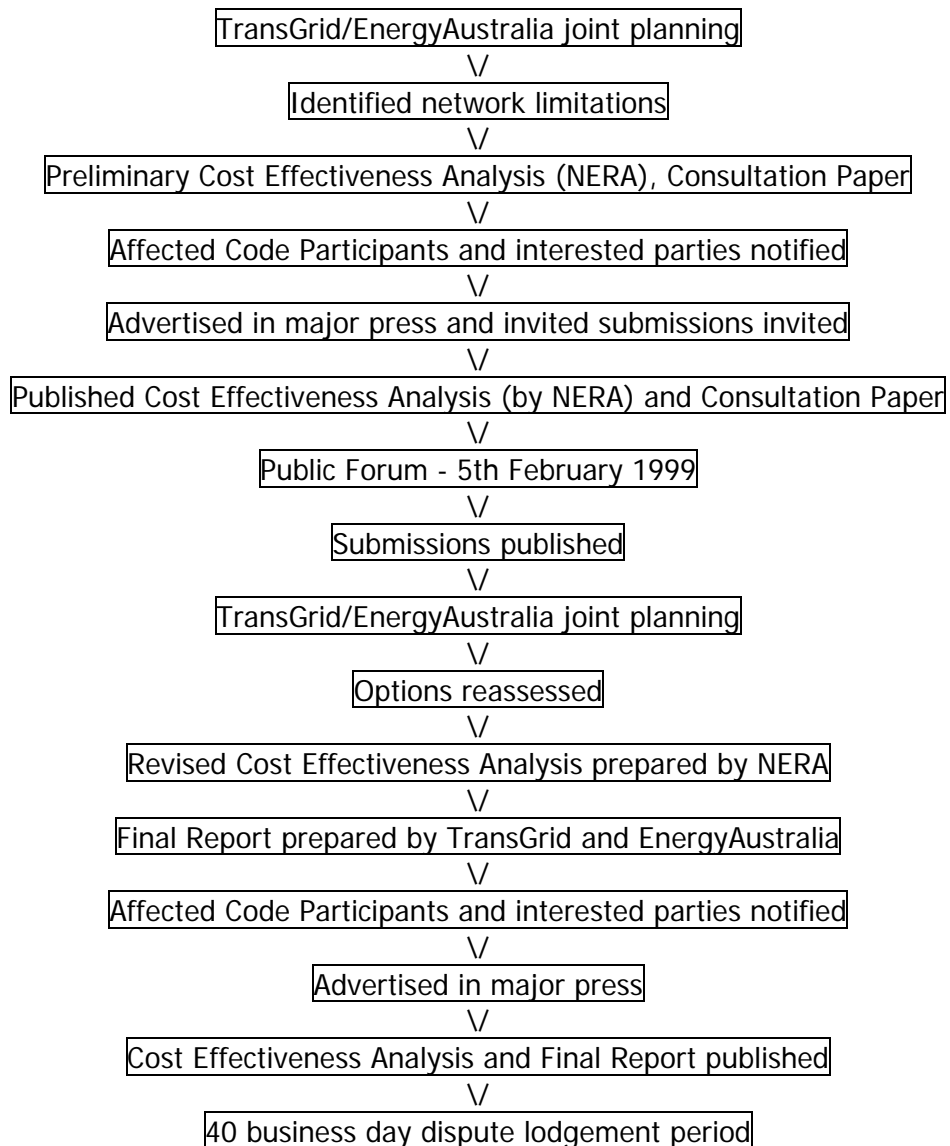 TransGrid/EnergyAustralia joint planning
\/
Identified network limitations
\/
Preliminary Cost Effectiveness Analysis (NERA), Consultation Paper
\/
Affected Code Participants and interested parties notified
\/
Advertised in major press and invited submissions invited
\/
Published Cost Effectiveness Analysis (by NERA) and Consultation Paper
\/
Public Forum - 5th February 1999
\/
Submissions published
\/
TransGrid/EnergyAustralia joint planning
\/
Options reassessed
\/
Revised Cost Effectiveness Analysis prepared by NERA
\/
Final Report prepared by TransGrid and EnergyAustralia
\/
Affected Code Participants and interested parties notified
\/
Advertised in major press
\/
Cost Effectiveness Analysis and Final Report published
\/
40 business day dispute lodgement period